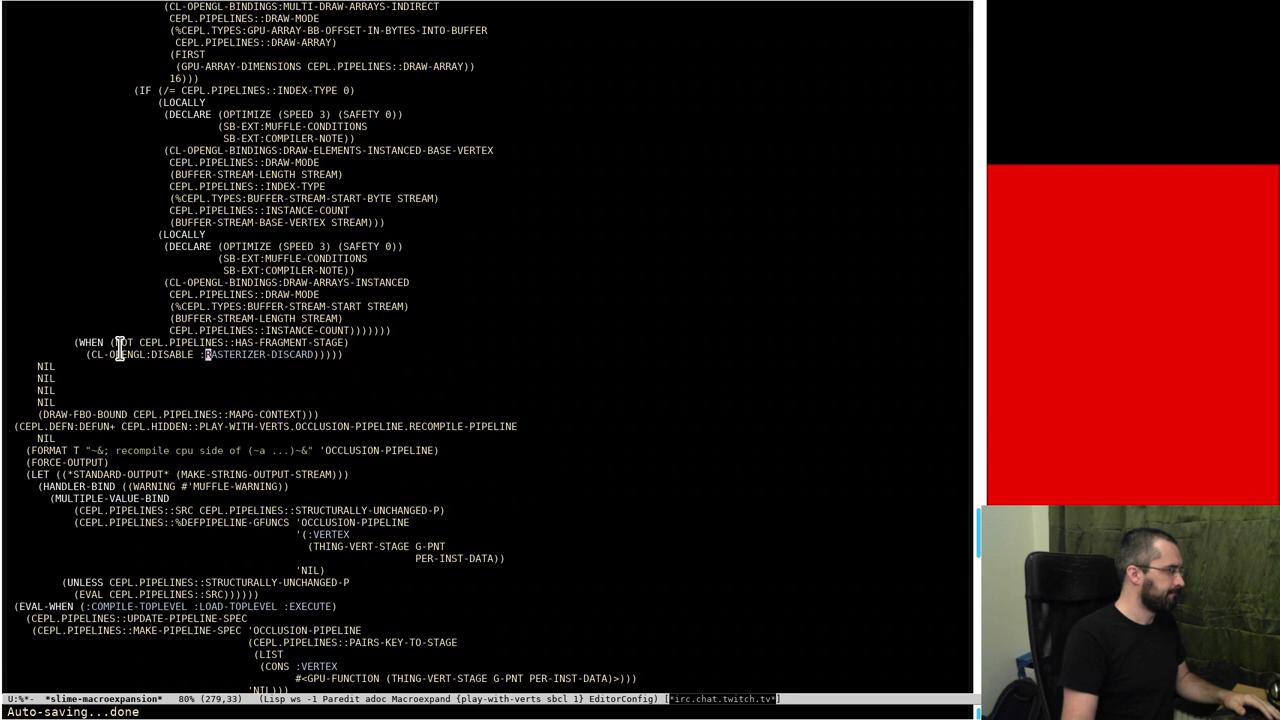 (CL-OPENGL-BINDINGS:MULTI-DRAW-ARRAYS-INDIRECT
CEPL.PIPELINES::DRAW-MODE
(%CEPL.TYPES:GPU-ARRAY-BB-OFFSET-IN-BYTES-INTO-BUFFER
CEPL.PIPELINES::DRAW-ARRAY)
(FIRST
(GPU-ARRAY-DIMENSIONS CEPL.PIPELINES::DRAW-ARRAY))
16)))
(IF (/= CEPL.PIPELINES::INDEX-TYPE 0)
(LOCALLY
(DECLARE (OPTIMIZE (SPEED 3) (SAFETY 0))
(SB-EXT:MUFFLE-CONDITIONS
SB-EXT:COMPILER-NOTE))
(CL-OPENGL-BINDINGS:DRAW-ELEMENTS-INSTANCED-BASE-VERTEX
CEPL.PIPELINES::DRAW-MODE
(BUFFER-STREAM-LENGTH STREAM)
CEPL.PIPELINES::INDEX-TYPE
(%CEPL.TYPES:BUFFER-STREAM-START-BYTE STREAM)
CEPL.PIPELINES::INSTANCE-COUNT
(BUFFER-STREAM-BASE-VERTEX STREAM)))
(LOCALLY
(DECLARE (OPTIMIZE (SPEED 3) (SAFETY 0))
(SB-EXT:MUFFLE-CONDITIONS
SB-EXT:COMPILER-NOTE))
(CL-OPENGL-BINDINGS:DRAW-ARRAYS-INSTANCED
CEPL.PIPELINES::DRAW-MODE
(%CEPL.TYPES:BUFFER-STREAM-START STREAM)
(BUFFER-STREAM-LENGTH STREAM)
CEPL.PIPELINES::INSTANCE-COUNT)))))))
(WHEN (NOT CEPL.PIPELINES::HAS-FRAGMENT-STAGE)
(CL-OPENGL:DISABLE :RASTERIZER-DISCARD)))))
NIL
NIL
NIL
NIL
(DRAW-FBO-BOUND CEPL.PIPELINES::MAPG-CONTEXT)))
(CEPL.DEFN:DEFUN+ CEPL.HIDDEN::PLAY-WITH-VERTS.OCCLUSION-PIPELINE.RECOMPILE-PIPELINE
NIL
(FORMAT T "~&; recompile cpu side of (~a ...)~&" 'OCCLUSION-PIPELINE)
(FORCE-OUTPUT)
(LET ((*STANDARD-OUTPUT* (MAKE-STRING-OUTPUT-STREAM)))
(HANDLER-BIND ((WARNING #'MUFFLE-WARNING))
(MULTIPLE-VALUE-BIND
(CEPL.PIPELINES::SRC CEPL.PIPELINES::STRUCTURALLY-UNCHANGED-P)
(CEPL.PIPELINES::%DEFPIPELINE-GFUNCS 'OCCLUSION-PIPELINE
'(:VERTEX
(THING-VERT-STAGE G-PNT
PER-INST-DATA))
'NIL)
(UNLESS CEPL.PIPELINES::STRUCTURALLY-UNCHANGED-P
(EVAL CEPL.PIPELINES::SRC))))))
(EVAL-WHEN (:COMPILE-TOPLEVEL :LOAD-TOPLEVEL :EXECUTE)
(CEPL.PIPELINES::UPDATE-PIPELINE-SPEC
(CEPL.PIPELINES::MAKE-PIPELINE-SPEC 'OCCLUSION-PIPELINE
(CEPL.PIPELINES::PAIRS-KEY-TO-STAGE
(LIST
(CONS :VERTEX
#<GPU-FUNCTION (THING-VERT-STAGE G-PNT PER-INST-DATA)>)))
'NIL)))
U:%*- *slime-macroexpansion* 80% (279,33) (Lisp ws -1 Paredit adoc Macroexpand {play-with-verts sbcl 1} EditorConfig) [*irc.chat.twitch.tv*]
Auto-saving...done